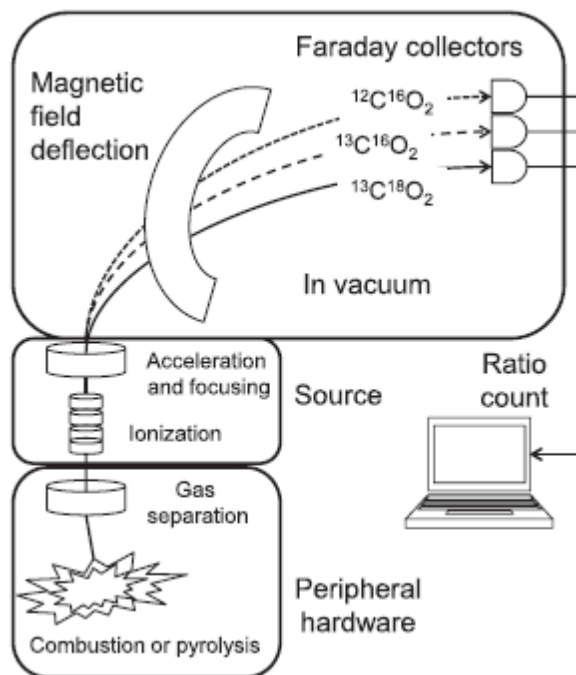 Faraday collectors
Magnetic
field
deflection
¹²C¹⁶O₂
¹³C¹⁶O₂
¹³C¹⁸O₂
In vacuum
Acceleration
and focusing
Ionization
Source
Ratio
count
Gas
separation
Combustion or pyrolysis
Peripheral
hardware